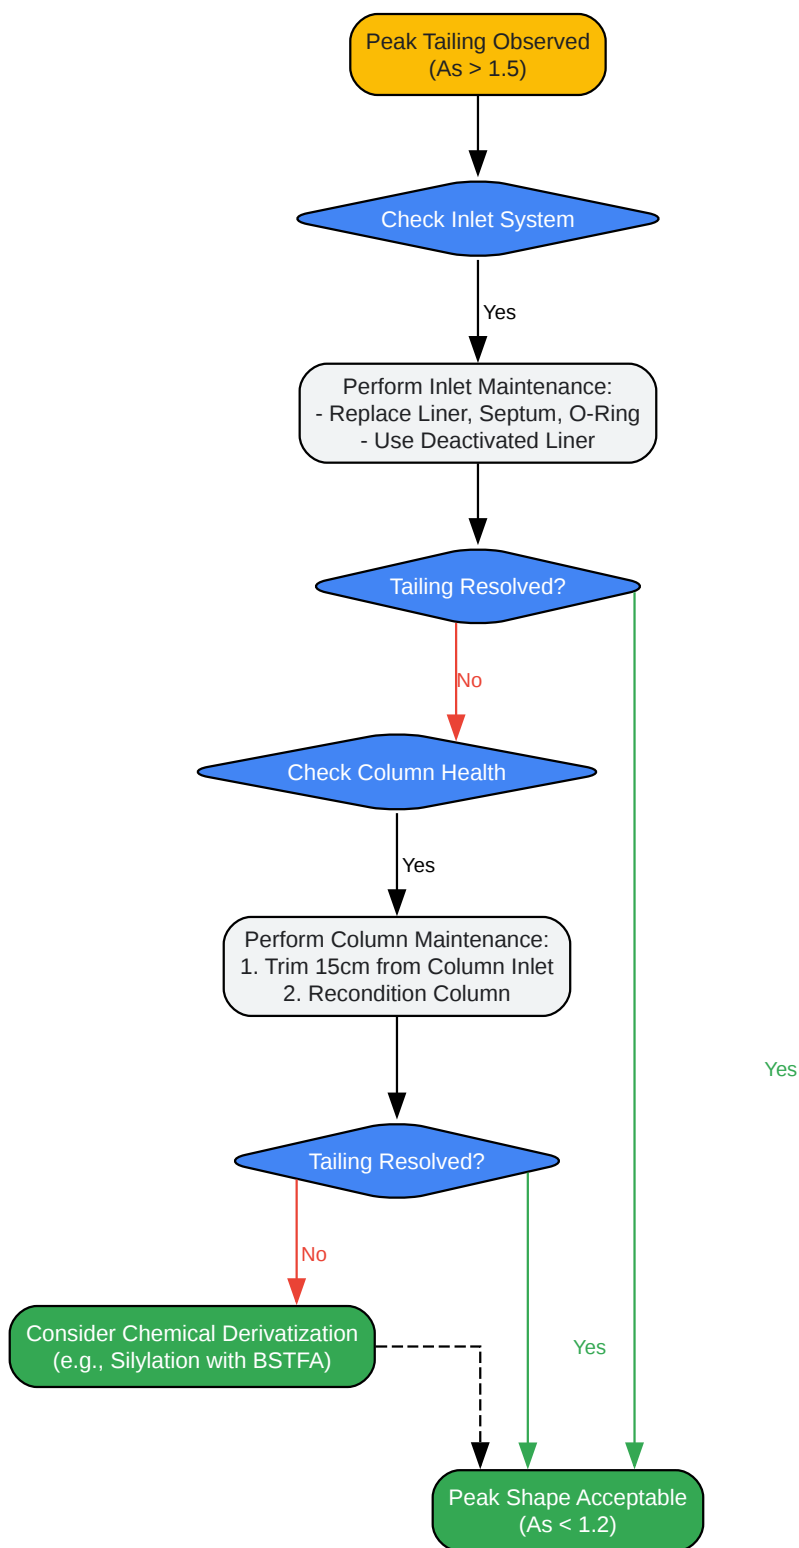 Peak Tailing Observed
(As > 1.5)
Check Inlet System
Yes
Perform Inlet Maintenance:
- Replace Liner, Septum, O-Ring
- Use Deactivated Liner
Tailing Resolved?
No
Check Column Health
Yes
Perform Column Maintenance:
1. Trim 15cm from Column Inlet
2. Recondition Column
Yes
Tailing Resolved?
No
Consider Chemical Derivatization
(e.g., Silylation with BSTFA)
Yes
Peak Shape Acceptable
(As < 1.2)